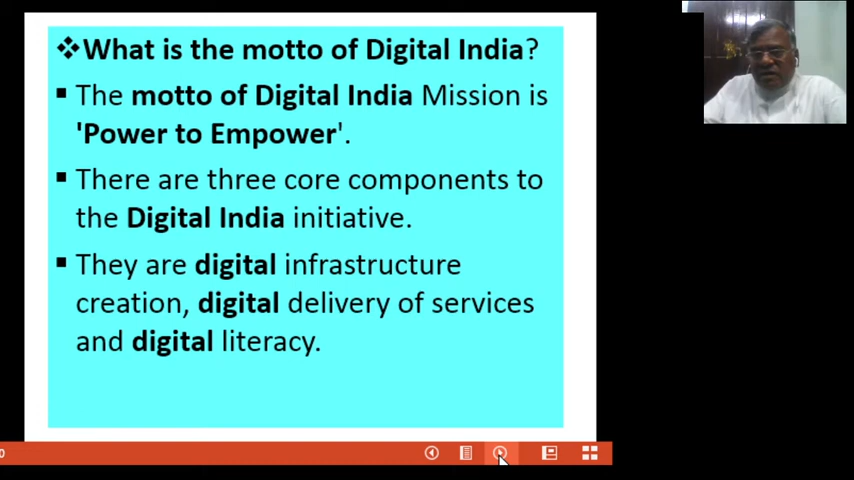 ❖What is the motto of Digital India?
▪ The motto of Digital India Mission is
'Power to Empower'.
▪ There are three core components to
the Digital India initiative.
▪ They are digital infrastructure
creation, digital delivery of services
and digital literacy.
0